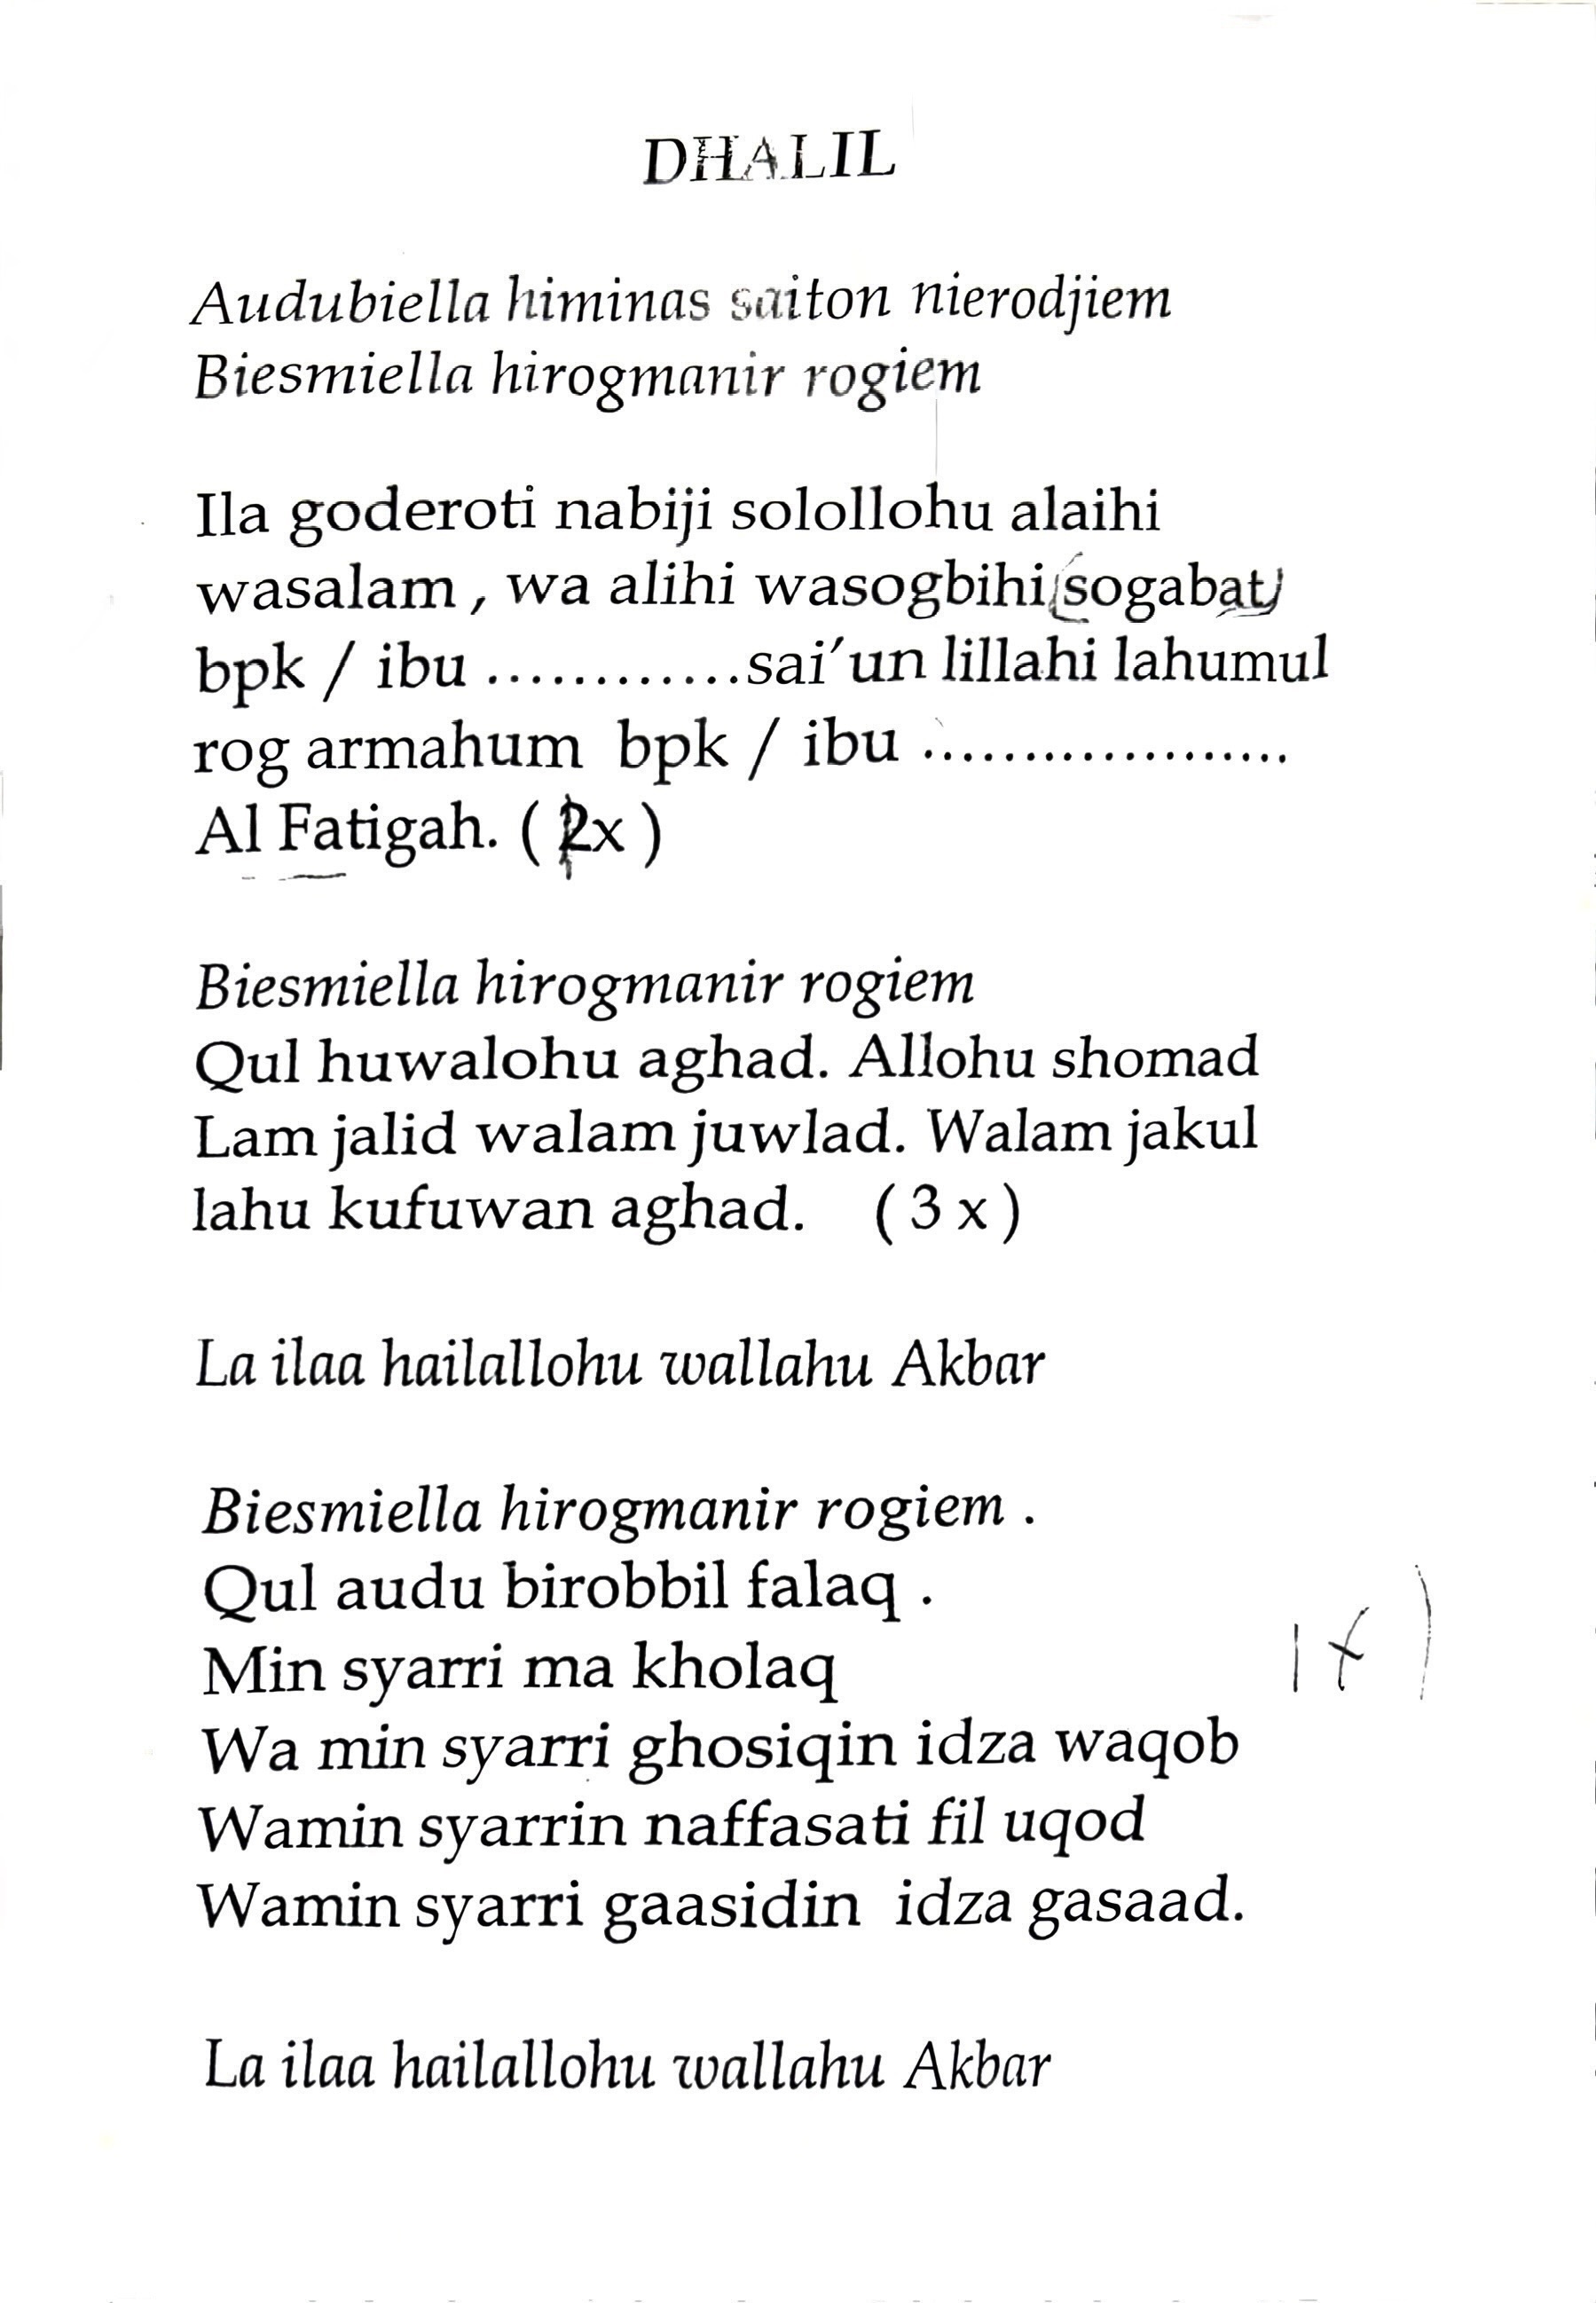 DHALIL
Audubiella himinas saiton nierodjiem
Biesmiella hirogmanir rogiem
Ila goderoti nabiji solollohu alaihi
wasalam , wa alihi wasogbihi (sogabat)
bpk / ibu .............sai'un lillahi lahumul
rog armahum bpk / ibu ...................
Al Fatigah. ( 2x )
Biesmiella hirogmanir rogiem
Qul huwalohu aghad. Allohu shomad
Lam jalid walam juwlad. Walam jakul
lahu kufuwan aghad. ( 3 x )
La ilaa hailallohu wallahu Akbar
Biesmiella hirogmanir rogiem .
Qul audu birobbil falaq .
Min syarri ma kholaq
1 x )
Wa min syarri ghosiqin idza waqob
Wamin syarrin naffasati fil uqod
Wamin syarri gaasidin idza gasaad.
La ilaa hailallohu wallahu Akbar